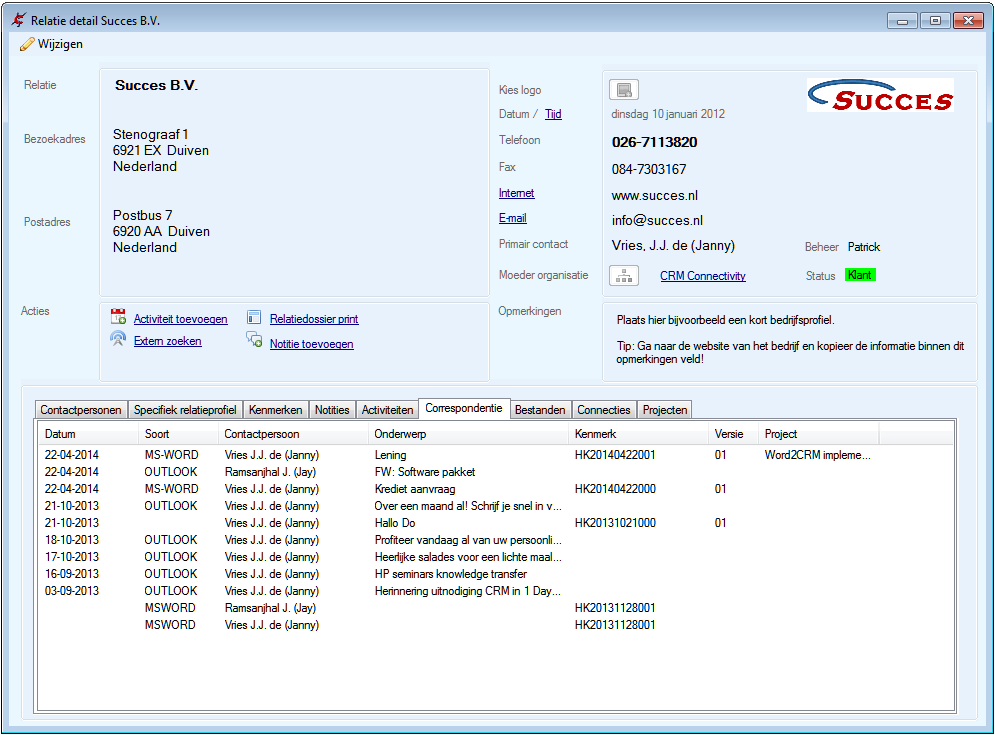 Relatie detail Succes B.V.
Wijzigen
Relatie
Succes B.V.
Bezoekadres
Stenograaf 1
6921 EX Duiven
Nederland
Postadres
Postbus 7
6920 AA Duiven
Nederland
Kies logo
SUCCES
Datum / Tijd
dinsdag 10 januari 2012
Telefoon
026-7113820
Fax
084-7303167
Internet
www.succes.nl
E-mail
info@succes.nl
Primair contact
Vries, J.J. de (Janny)
Beheer Patrick
Moeder organisatie
CRM Connectivity
Status Klant
Acties
Activiteit toevoegen
Relatiedossier print
Extern zoeken
Notitie toevoegen
Opmerkingen
Plaats hier bijvoorbeeld een kort bedrijfsprofiel.
Tip: Ga naar de website van het bedrijf en kopieer de informatie binnen dit
opmerkingen veld!
Contactpersonen Specifiek relatieprofiel Kenmerken Notities Activiteiten Correspondentie Bestanden Connecties Projecten
Datum Soort Contactpersoon Onderwerp Kenmerk Versie Project
22-04-2014 MS-WORD Vries J.J. de (Janny) Lening HK20140422001 01 Word2CRM impleme...
22-04-2014 OUTLOOK Ramsanjhal J. (Jay) FW: Software pakket
22-04-2014 MS-WORD Vries J.J. de (Janny) Krediet aanvraag HK20140422000 01
21-10-2013 OUTLOOK Vries J.J. de (Janny) Over een maand al! Schrijf je snel in v...
21-10-2013 Vries J.J. de (Janny) Hallo Do HK20131021000 01
18-10-2013 OUTLOOK Vries J.J. de (Janny) Profiteer vandaag al van uw persoonli...
17-10-2013 OUTLOOK Vries J.J. de (Janny) Heerlijke salades voor een lichte maal...
16-09-2013 OUTLOOK Vries J.J. de (Janny) HP seminars knowledge transfer
03-09-2013 OUTLOOK Vries J.J. de (Janny) Herinnering uitnodiging CRM in 1 Day...
MSWORD Ramsanjhal J. (Jay) HK20131128001
MSWORD Vries J.J. de (Janny) HK20131128001